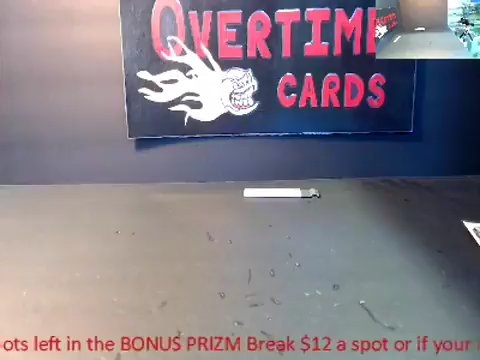 OVERTIME
CARDS
ots left in the BONUS PRIZM Break $12 a spot or if your